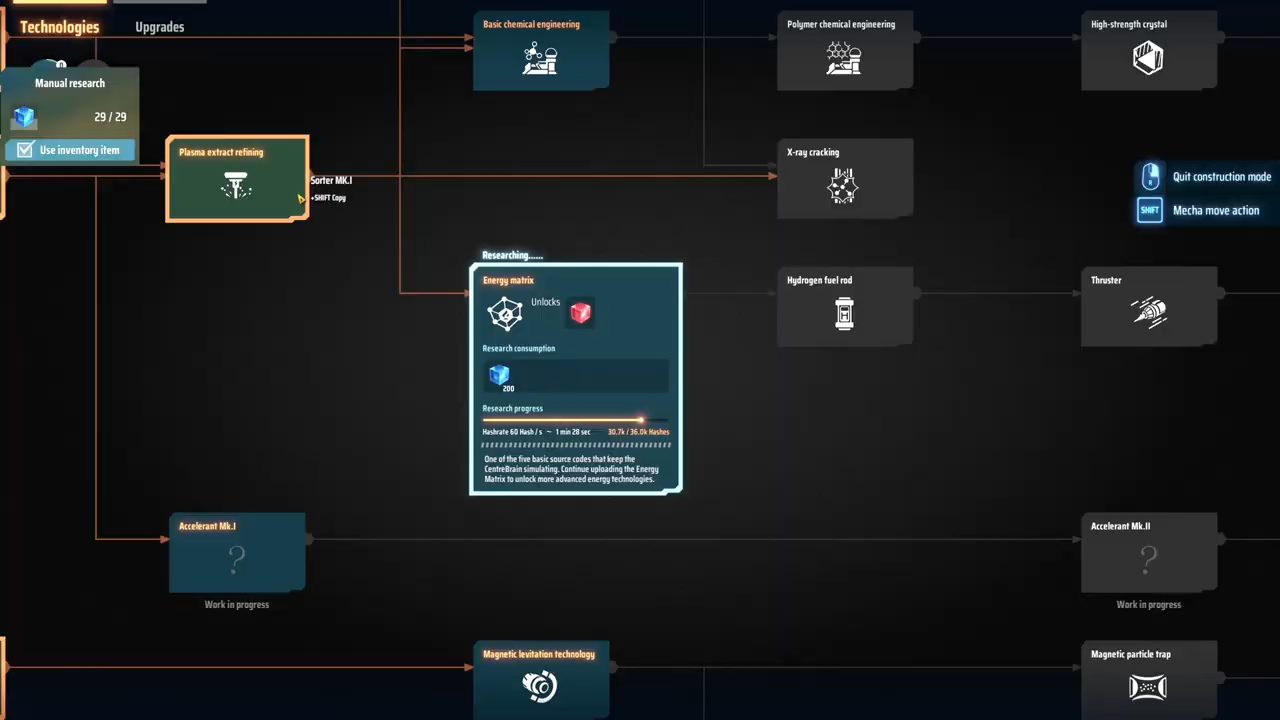 Technologies
Upgrades
Manual research
29 / 29
Use inventory item
Basic chemical engineering
Polymer chemical engineering
High-strength crystal
Plasma extract refining
Sorter MK.I
+SHIFT Copy
X-ray cracking
R
Quit construction mode
SHIFT
Mecha move action
Researching......
Energy matrix
Unlocks
Research consumption
200
Research progress
Hashrate 60 Hash / s ~ 1 min 28 sec 30.7k / 36.0k Hashes
One of the five basic source codes that keep the
CentreBrain simulating. Continue uploading the Energy
Matrix to unlock more advanced energy technologies.
Hydrogen fuel rod
H
Thruster
Accelerant Mk.I
?
Work in progress
Accelerant Mk.II
?
Work in progress
Magnetic levitation technology
Magnetic particle trap